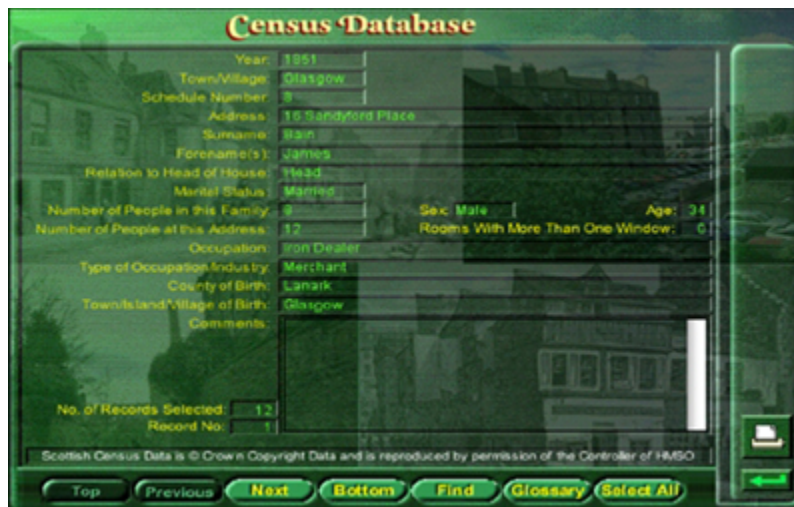 Census Database
Year: 1851
Town/Village: Glasgow
Schedule Number: 8
Address: 16 Sandyford Place
Surname: Bain
Forename(s): James
Relation to Head of House: Head
Marital Status: Married
Number of People in this Family: Sex: Male Age: 34
Number of People at this Address: 12 Rooms With More Than One Window: 0
Occupation: Iron Dealer
Type of Occupation/Industry: Merchant
County of Birth: Lanark
Town/Island/Village of Birth: Glasgow
Comments:
No. of Records Selected: 12
Record No: 1
Scottish Census Data is © Crown Copyright Data and is reproduced by permission of the Controller of HMSO
Top Previous Next Bottom Find Glossary Select All